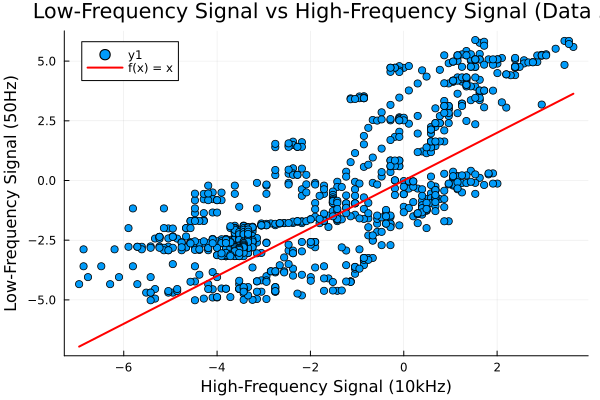 Low-Frequency Signal vs High-Frequency Signal (Data
y1
f(x) = x
Low-Frequency Signal (50Hz)
5.0
2.5
0.0
−2.5
−5.0
−6 −4 −2 0 2
High-Frequency Signal (10kHz)